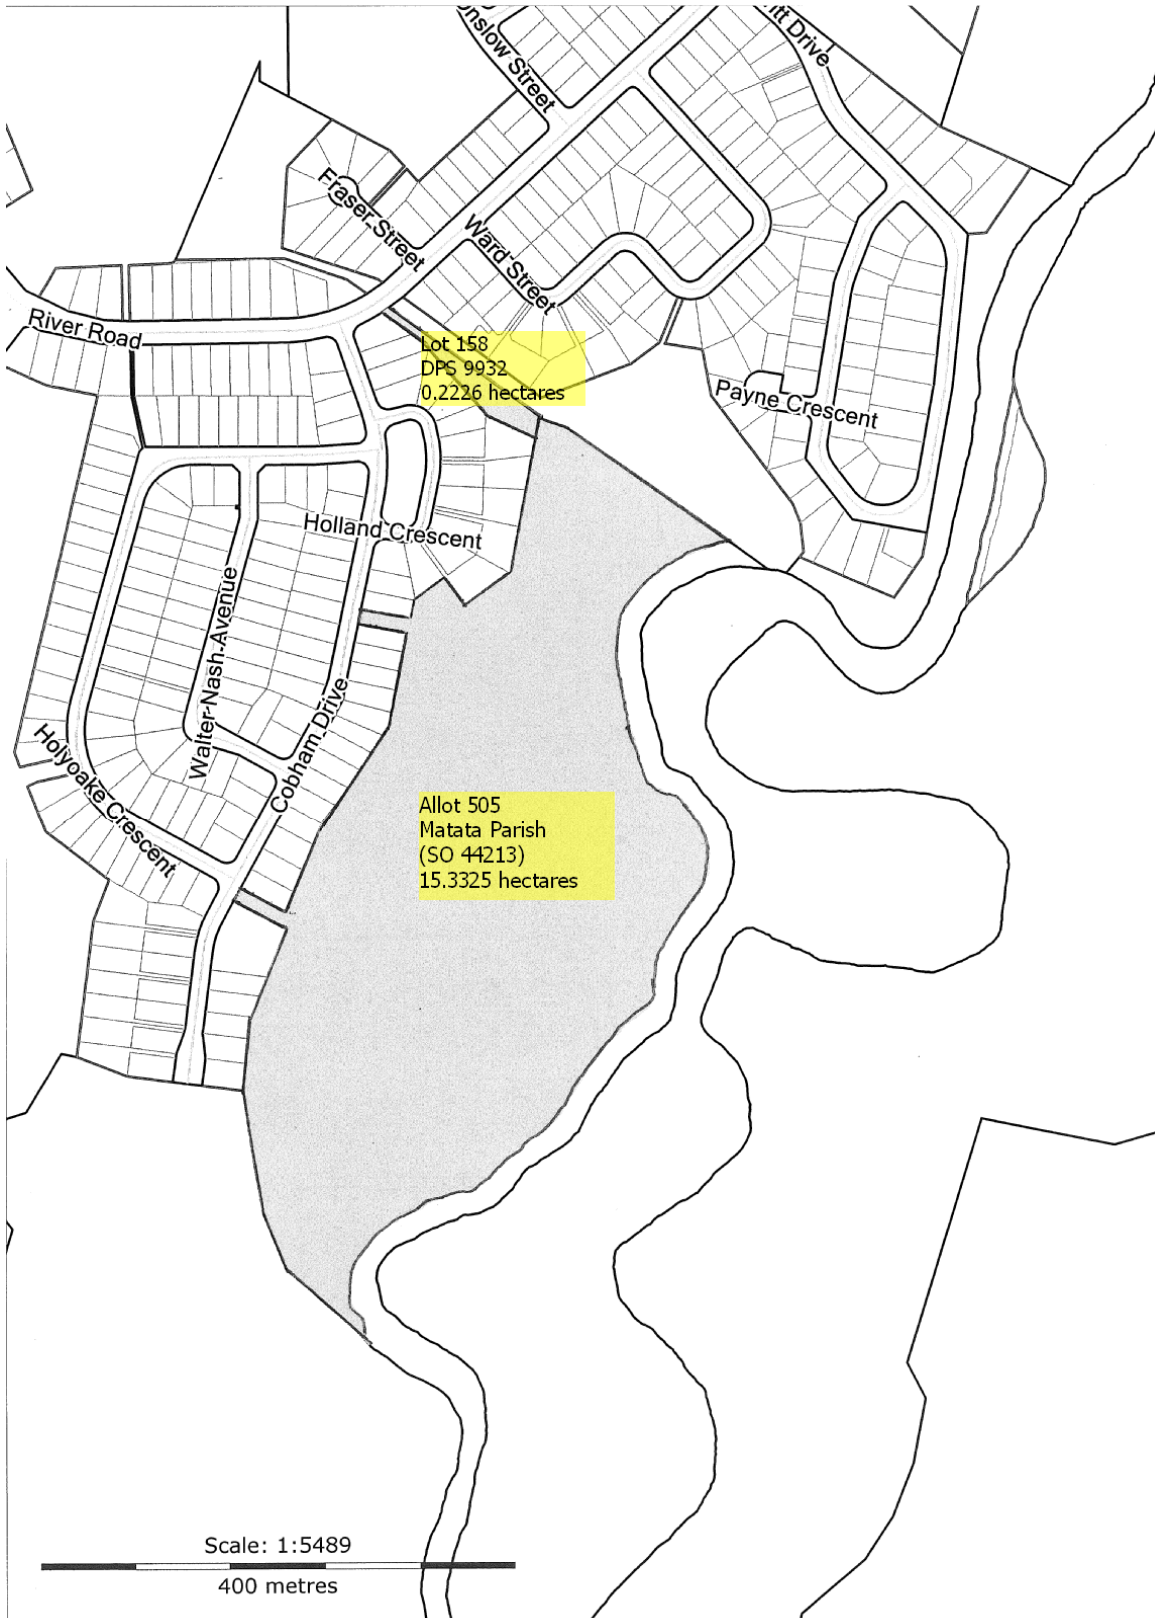 onslow Street
itt Drive
Fraser Street
Ward Street
River Road
Lot 158
DPS 9932
0.2226 hectares
Payne Crescent
Holland Crescent
Walter Nash Avenue
Cobham Drive
Holyoake Crescent
Allot 505
Matata Parish
(SO 44213)
15.3325 hectares
Scale: 1:5489
400 metres